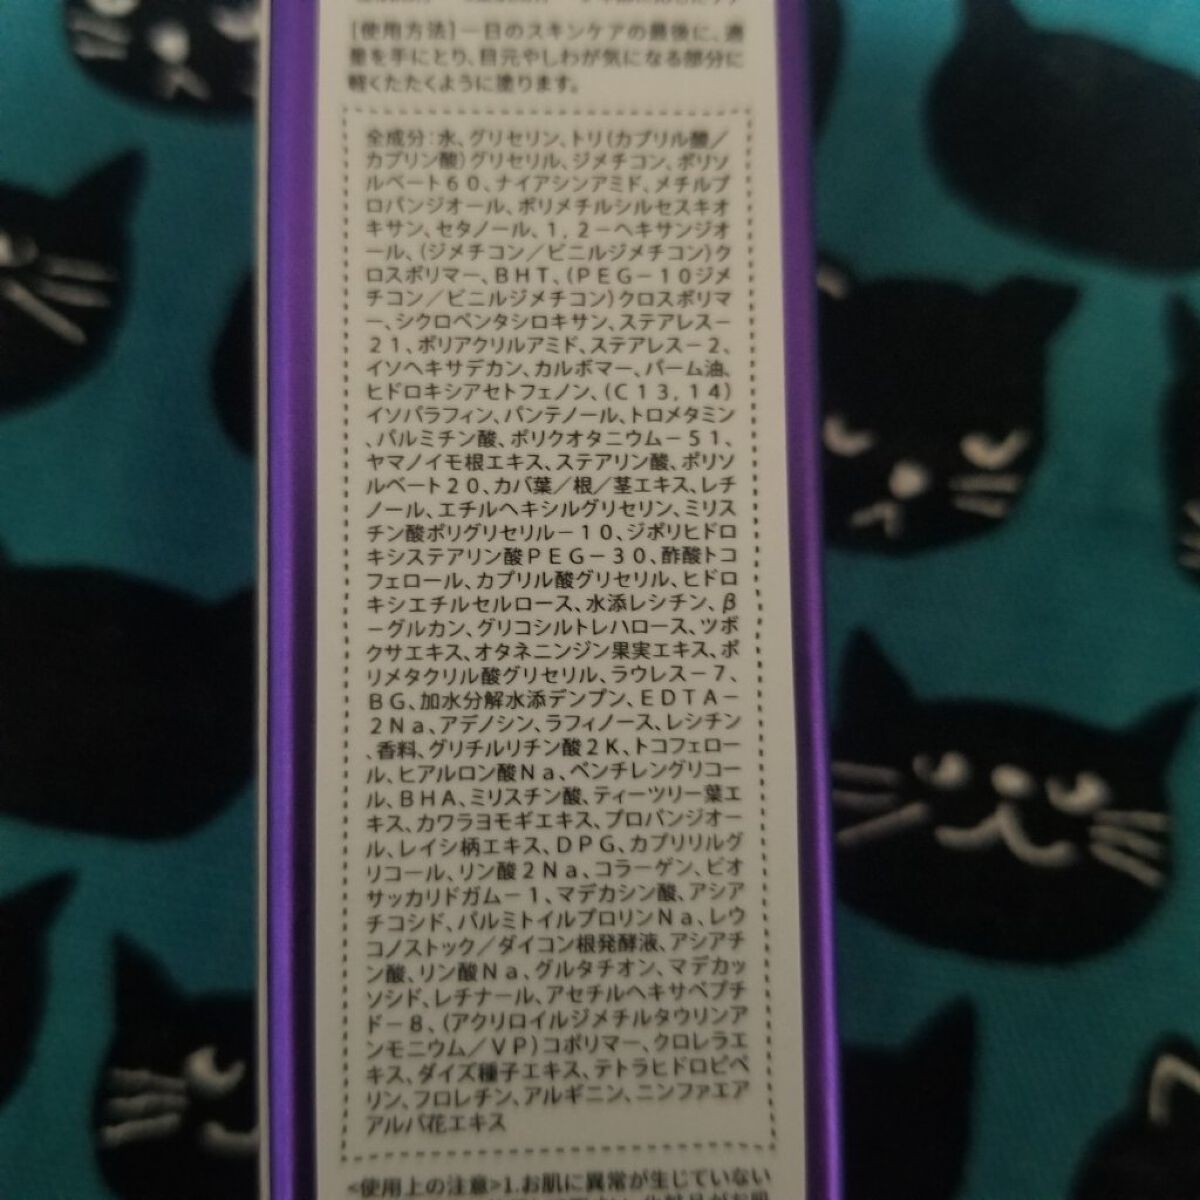 [使用方法]一日のスキンケアの最後に、適
量を手にとり、目元やしわが気になる部分に
軽くたたくように塗ります。
全成分：水、グリセリン、トリ(カプリル酸／
カプリン酸)グリセリル、ジメチコン、ポリソ
ルベート６０、ナイアシンアミド、メチルプ
ロパンジオール、ポリメチルシルセスキオ
キサン、セタノール、１，２－ヘキサンジオ
ール、(ジメチコン／ビニルジメチコン)ク
ロスポリマー、ＢＨＴ、(ＰＥＧ－１０ジメ
チコン／ビニルジメチコン)クロスポリマ
ー、シクロペンタシロキサン、ステアレス－
２１、ポリアクリルアミド、ステアレス－２、
イソヘキサデカン、カルボマー、パーム油、
ヒドロキシアセトフェノン、(Ｃ１３，１４)
イソパラフィン、パンテノール、トロメタミン
、パルミチン酸、ポリクオタニウム－５１、
ヤマノイモ根エキス、ステアリン酸、ポリソ
ルベート２０、カバ葉／根／茎エキス、レチ
ノール、エチルヘキシルグリセリン、ミリス
チン酸ポリグリセリル－１０、ジポリヒドロ
キシステアリン酸ＰＥＧ－３０、酢酸トコ
フェロール、カプリル酸グリセリル、ヒドロ
キシエチルセルロース、水添レシチン、β
－グルカン、グリコシルトレハロース、ツボ
クサエキス、オタネニンジン果実エキス、ポ
リメタクリル酸グリセリル、ラウレス－７、
ＢＧ、加水分解水添デンプン、ＥＤＴＡ－
２Ｎａ、アデノシン、ラフィノース、レシチン
、香料、グリチルリチン酸２Ｋ、トコフェロー
ル、ヒアルロン酸Ｎａ、ペンチレングリコー
ル、ＢＨＡ、ミリスチン酸、ティーツリー葉エ
キス、カワラヨモギエキス、プロパンジオー
ル、レイシ柄エキス、ＤＰＧ、カプリリルグ
リコール、リン酸２Ｎａ、コラーゲン、ビオ
サッカリドガム－１、マデカシン酸、アシア
チコシド、パルミトイルプロリンＮａ、レウ
コノストック／ダイコン根発酵液、アシアチ
ン酸、リン酸Ｎａ、グルタチオン、マデカッ
ソシド、レチナール、アセチルヘキサペプチ
ド－８、(アクリロイルジメチルタウリンア
ンモニウム／ＶＰ)コポリマー、クロレラエ
キス、ダイズ種子エキス、テトラヒドロピペ
リン、フロレチン、アルギニン、ニンファエア
アルバ花エキス
<使用上の注意>1.お肌に異常が生じていない